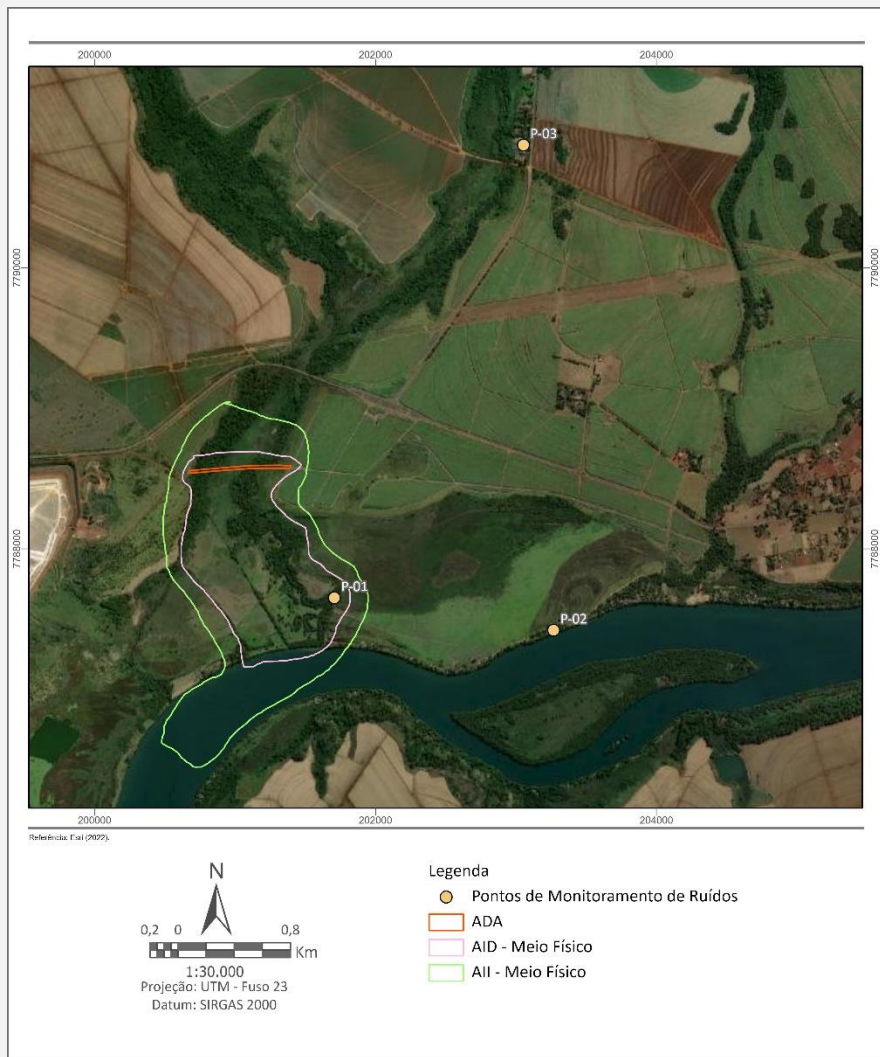 200000 202000 204000
P-03
7790000 7790000
7788000 7788000
P-01
P-02
200000 202000 204000
Referência: Esri (2022).
N
Legenda
Pontos de Monitoramento de Ruídos
0,2 0 0,8
ADA
Km
AID - Meio Físico
1:30.000
AII - Meio Físico
Projeção: UTM - Fuso 23
Datum: SIRGAS 2000